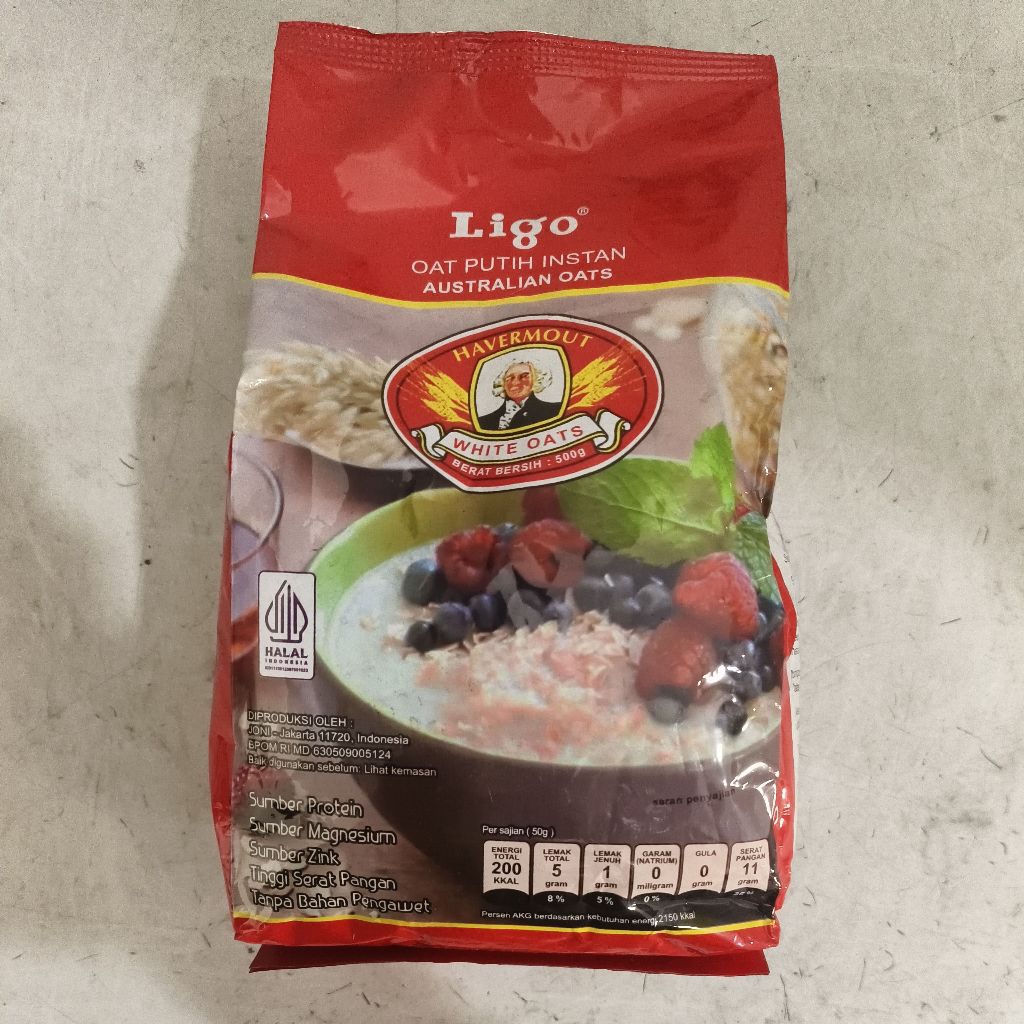 Ligo®
OAT PUTIH INSTAN
AUSTRALIAN OATS
HAVERMOUT
WHITE OATS
BERAT BERSIH : 500g
HALAL
INDONESIA
DIPRODUKSI OLEH :
JONI - Jakarta 11720, Indonesia
BPOM RI MD 630509005124
Baik digunakan sebelum: Lihat kemasan
Sumber Protein
Sumber Magnesium
Sumber Zink
Tinggi Serat Pangan
Tanpa Bahan Pengawet
saran penyajian
Per sajian ( 50g )
ENERGI TOTAL 200 KKAL
LEMAK TOTAL 5 gram 8 %
LEMAK JENUH 1 gram 5 %
GARAM (NATRIUM) 0 miligram 0 %
GULA 0 gram
SERAT PANGAN 11 gram
Persen AKG berdasarkan kebutuhan energi 2150 kkal